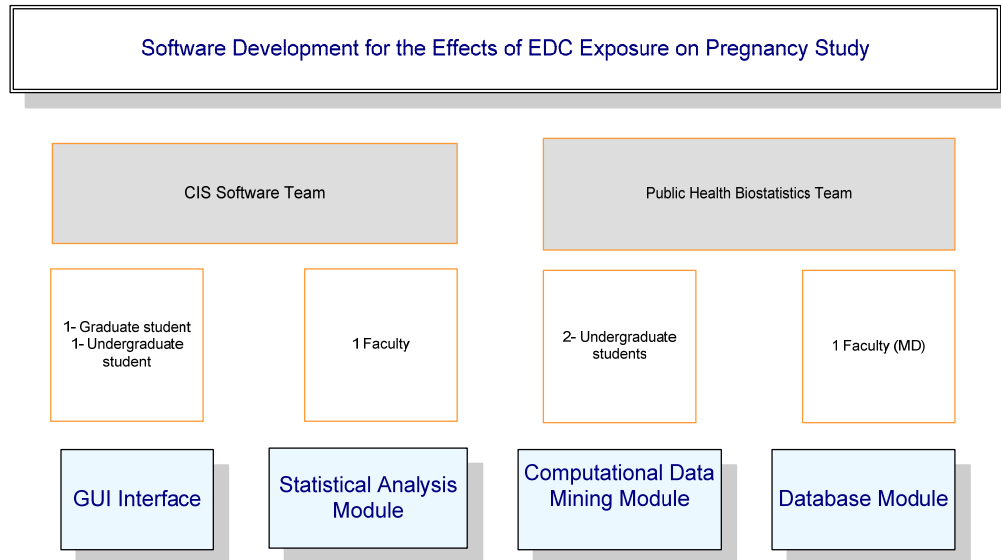 Software Development for the Effects of EDC Exposure on Pregnancy Study
CIS Software Team
Public Health Biostatistics Team
1- Graduate student
1- Undergraduate
student
1 Faculty
2- Undergraduate
students
1 Faculty (MD)
GUI Interface
Statistical Analysis
Module
Computational Data
Mining Module
Database Module